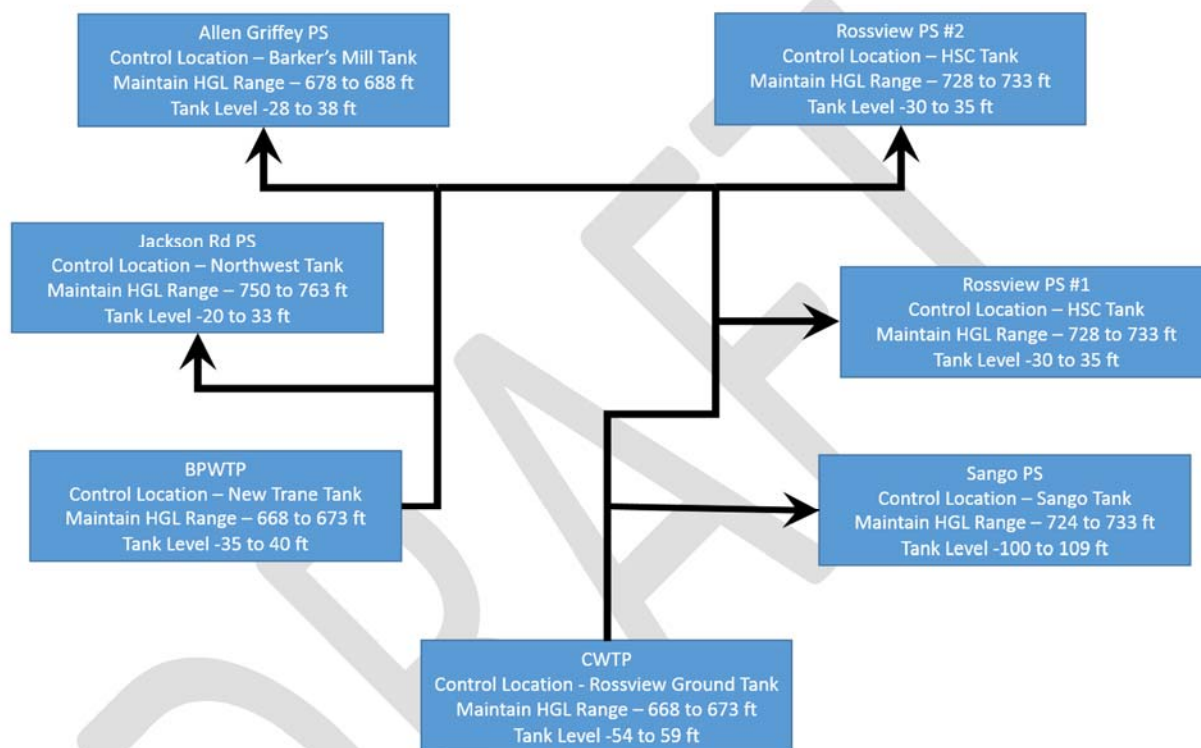 Allen Griffey PS
Control Location – Barker's Mill Tank
Maintain HGL Range – 678 to 688 ft
Tank Level -28 to 38 ft
Rossview PS #2
Control Location – HSC Tank
Maintain HGL Range – 728 to 733 ft
Tank Level -30 to 35 ft
Jackson Rd PS
Control Location – Northwest Tank
Maintain HGL Range – 750 to 763 ft
Tank Level -20 to 33 ft
Rossview PS #1
Control Location – HSC Tank
Maintain HGL Range – 728 to 733 ft
Tank Level -30 to 35 ft
BPWTP
Control Location – New Trane Tank
Maintain HGL Range – 668 to 673 ft
Tank Level -35 to 40 ft
Sango PS
Control Location – Sango Tank
Maintain HGL Range – 724 to 733 ft
Tank Level -100 to 109 ft
CWTP
Control Location - Rossview Ground Tank
Maintain HGL Range – 668 to 673 ft
Tank Level -54 to 59 ft
DRAFT